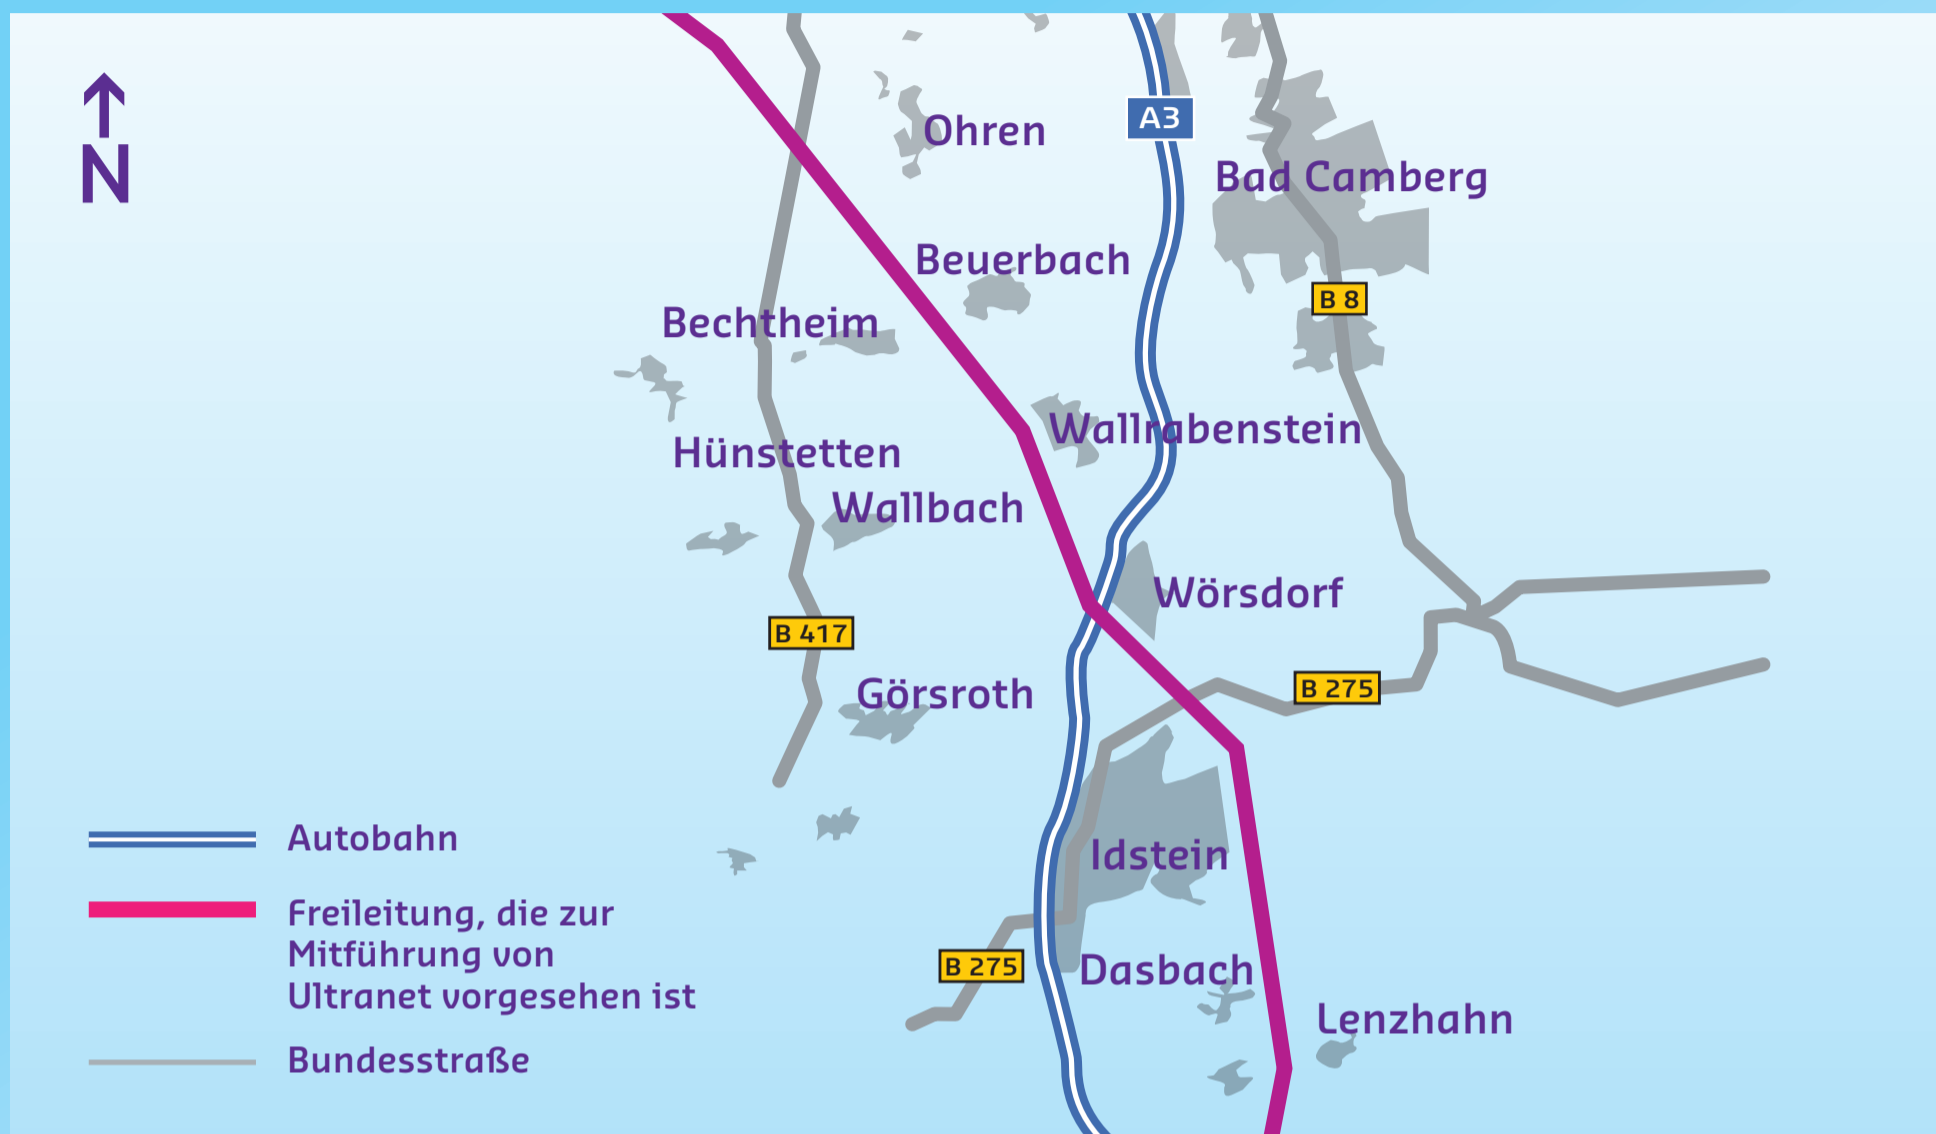 N
A3
Ohren
Bad Camberg
Beuerbach
B 8
Bechtheim
Wallrabenstein
Hünstetten
Wallbach
Wörsdorf
B 417
B 275
Görsroth
Autobahn
Idstein
Freileitung, die zur
Mitführung von
Ultranet vorgesehen ist
B 275
Dasbach
Lenzhahn
Bundesstraße